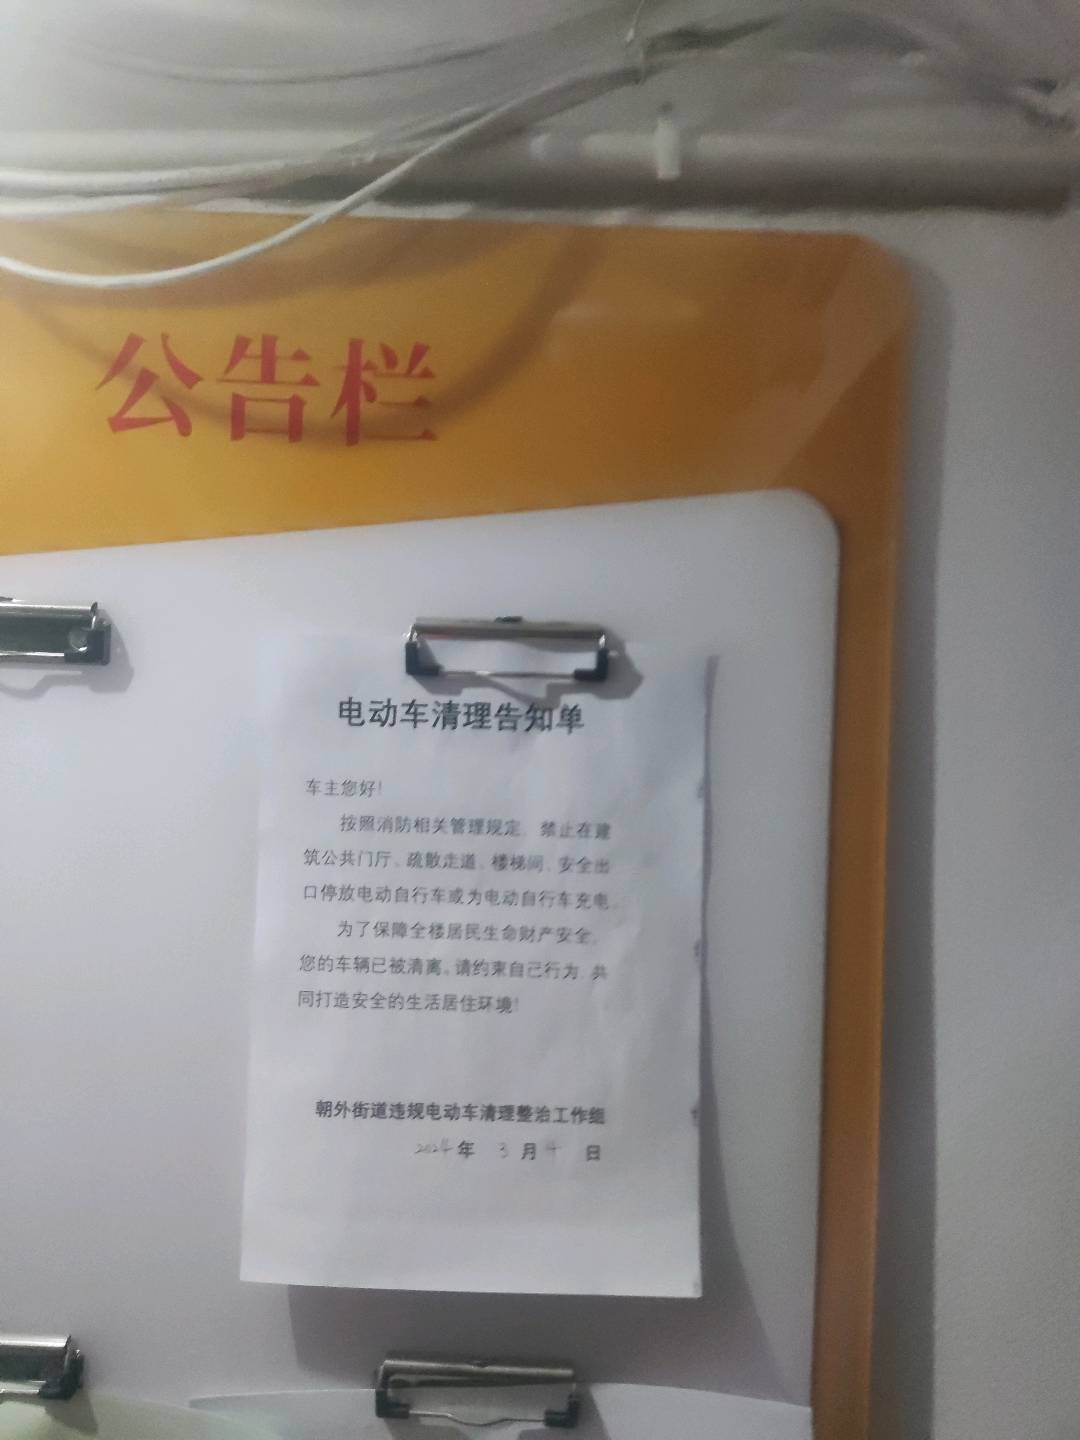 公告栏
电动车清理告知单
车主您好!
按照消防相关管理规定,禁止在建
筑公共门厅、疏散走道、楼梯间、安全出
口停放电动自行车或为电动自行车充电。
为了保障全楼居民生命财产安全,
您的车辆已被清离。请约束自己行为,共
同打造安全的生活居住环境!
朝外街道违规电动车清理整治工作组
2024年 3月4 日